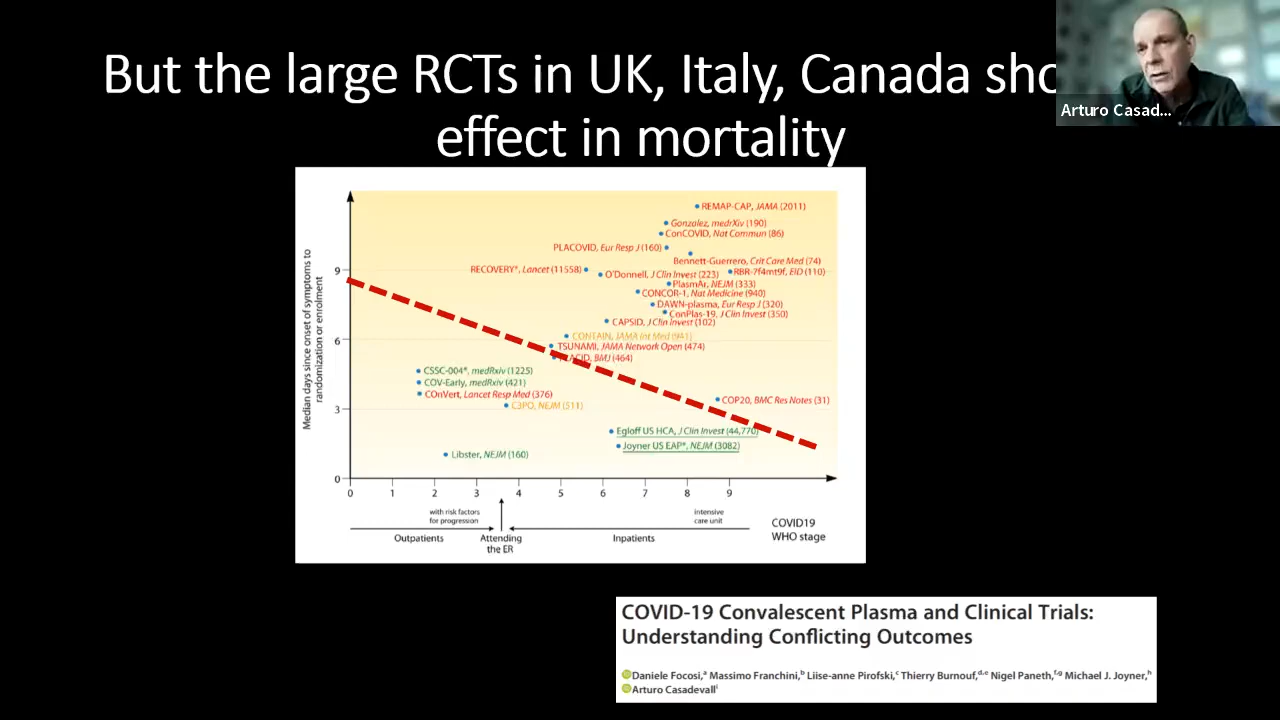 But the large RCTs in UK, Italy, Canada sho
effect in mortality
Arturo Casad...
Median days since onset of symptoms to
randomization or enrolment
9
6
3
0
REMAP-CAP, JAMA (2011)
Gonzalez, medrXiv (190)
ConCOVID, Nat Commun (86)
PLACOVID, Eur Resp J (160)
Bennett-Guerrero, Crit Care Med (74)
RECOVERY*, Lancet (11558)
O'Donnell, J Clin Invest (223)
RBR-7f4mt9f, EID (110)
PlasmAr, NEJM (333)
CONCOR-1, Nat Medicine (940)
DAWN-plasma, Eur Resp J (320)
ConPlas-19, J Clin Invest (350)
CAPSID, J Clin Invest (102)
CONTAIN, JAMA Int Med (941)
TSUNAMI, JAMA Network Open (474)
BMJ (464)
CSSC-004*, medRxiv (1225)
COV-Early, medRxiv (421)
COnVert, Lancet Resp Med (376)
C3PO, NEJM (511)
COP20, BMC Res Notes (31)
Egloff US HCA, J Clin Invest (44,770)
Joyner US EAP*, NEJM (3082)
Libster, NEJM (160)
0 1 2 3 4 5 6 7 8 9
with risk factors
for progression
intensive
care unit
Outpatients
Attending
the ER
Inpatients
COVID19
WHO stage
COVID-19 Convalescent Plasma and Clinical Trials:
Understanding Conflicting Outcomes
Daniele Focosi,a Massimo Franchini,b Liise-anne Pirofski,c Thierry Burnouf,d,e Nigel Paneth,f,g Michael J. Joyner,h
Arturo Casadevalli